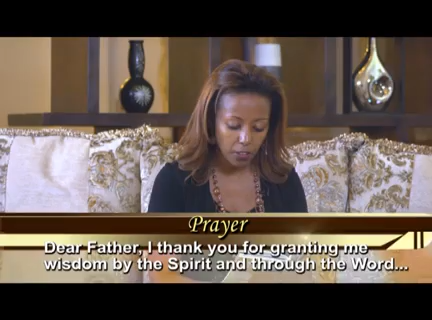 Prayer
Dear Father, I thank you for granting me
wisdom by the Spirit and through the Word...